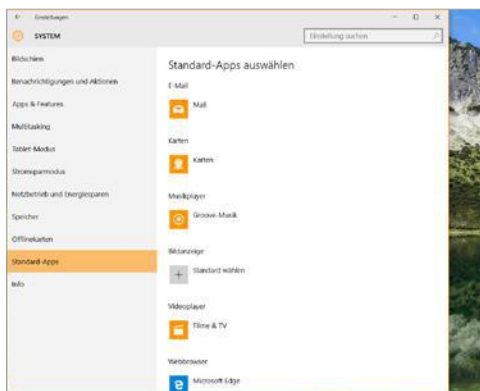 Einstellungen
SYSTEM
Einstellung suchen
Bildschirm
Benachrichtigungen und Aktionen
Apps & Features
Multitasking
Tablet-Modus
Stromsparmodus
Netzbetrieb und Energiesparen
Speicher
Offlinekarten
Standard-Apps
Info
Standard-Apps auswählen
E-Mail
Mail
Karten
Karten
Musikplayer
Groove-Musik
Bildanzeige
Standard wählen
Videoplayer
Filme & TV
Webbrowser
Microsoft Edge